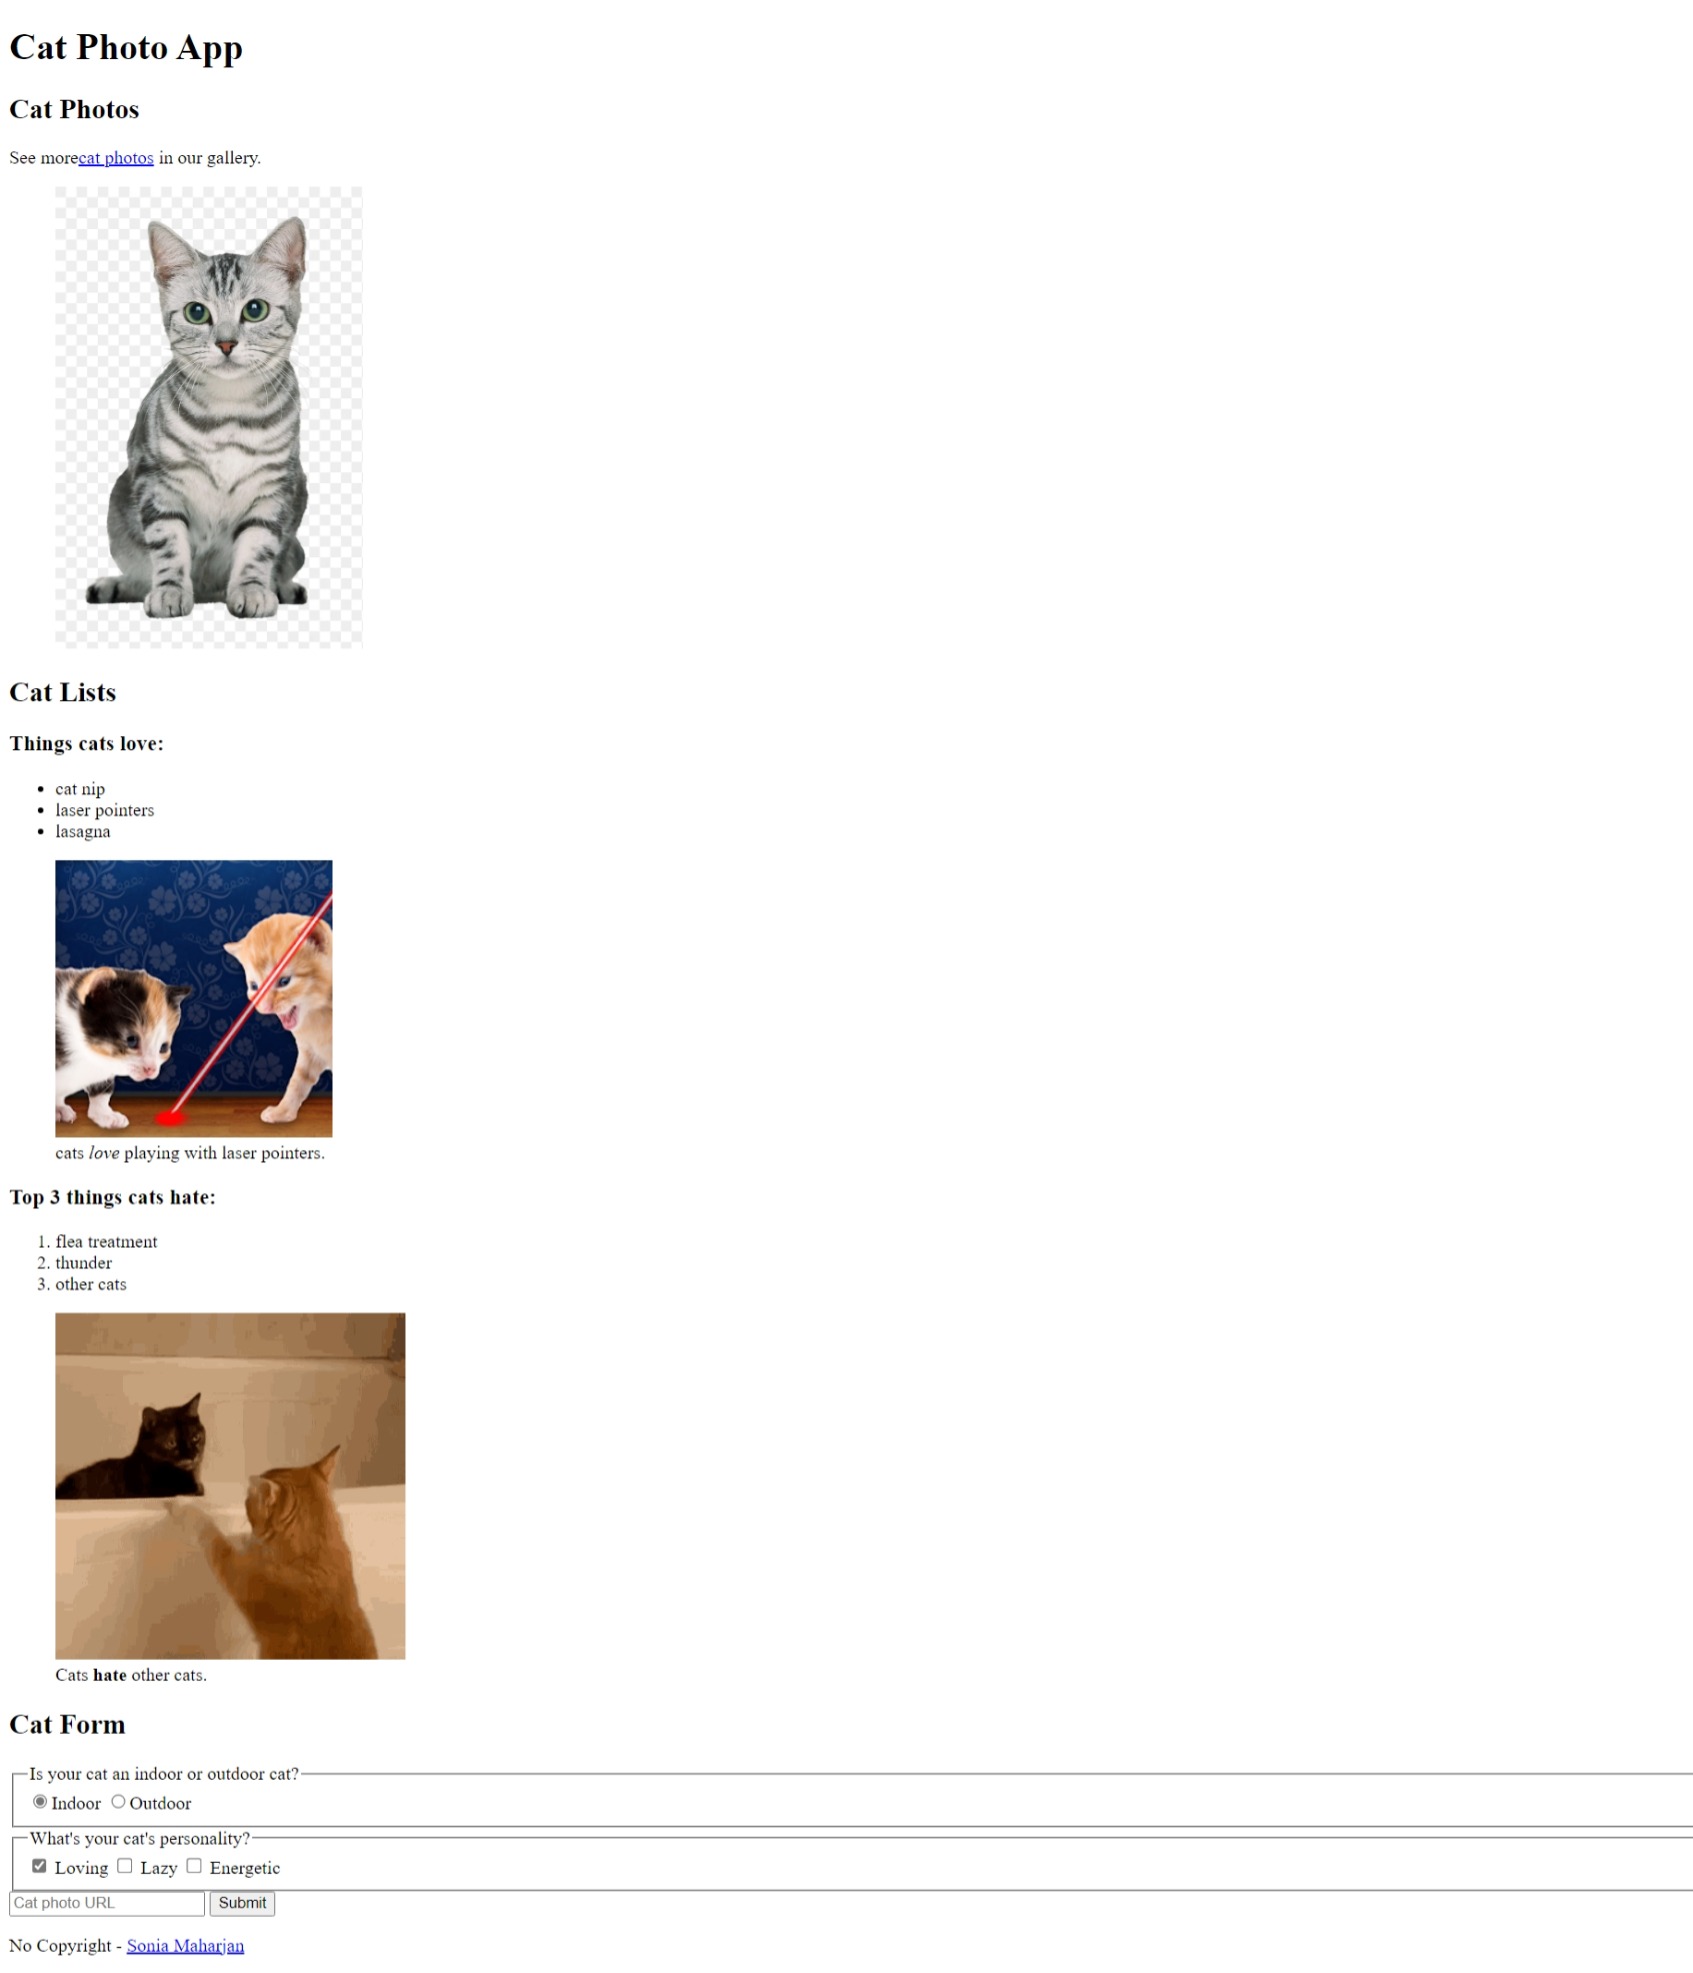 Cat Photo App
Cat Photos
See morecat photos in our gallery.
Cat Lists
Things cats love:
cat nip
laser pointers
lasagna
cats love playing with laser pointers.
Top 3 things cats hate:
1. flea treatment
2. thunder
3. other cats
Cats hate other cats.
Cat Form
Is your cat an indoor or outdoor cat?
Indoor Outdoor
What's your cat's personality?
Loving Lazy Energetic
Cat photo URL Submit
No Copyright - Sonia Maharjan